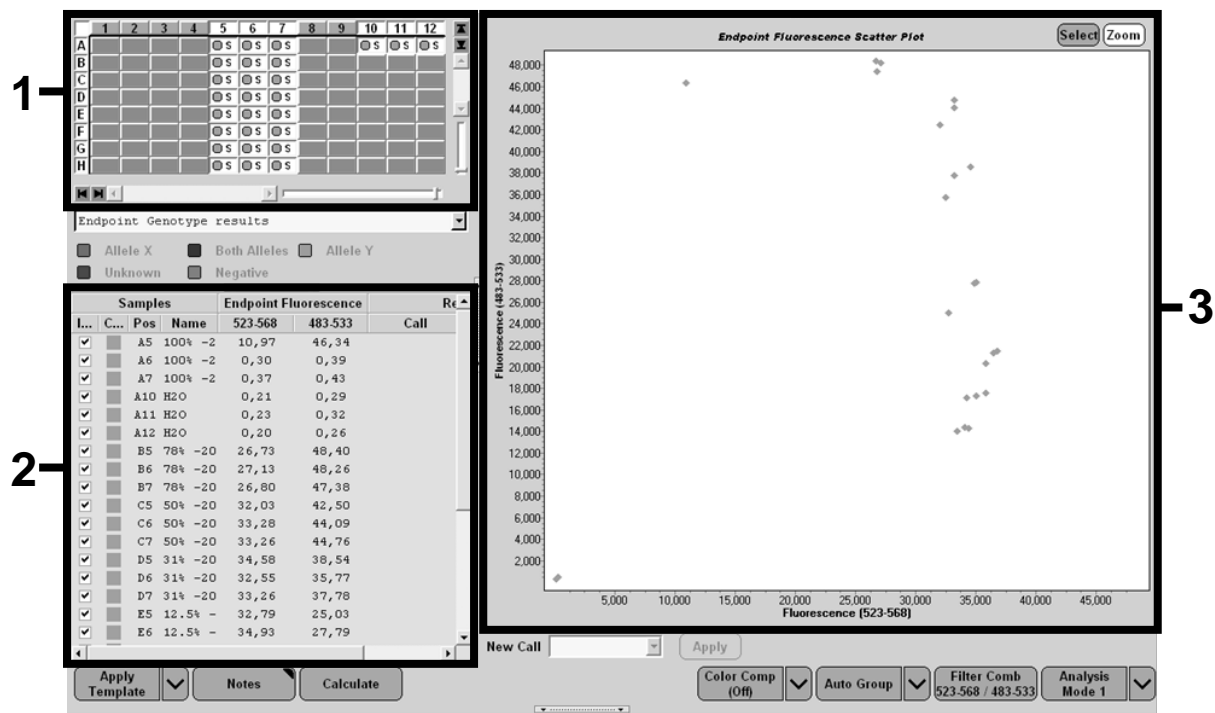 1 2 3 4 5 6 7 8 9 10 11 12
A S S S S S S
B S S S
C S S S
D S S S
E S S S
F S S S
G S S S
H S S S
1
Endpoint Genotype results
Allele X Both Alleles Allele Y
Unknown Negative
Samples Endpoint Fluorescence Re
I... C... Pos Name 523-568 483-533 Call
A5 100% -2 10,97 46,34
A6 100% -2 0,30 0,39
A7 100% -2 0,37 0,43
A10 H2O 0,21 0,29
A11 H2O 0,23 0,32
A12 H2O 0,20 0,26
B5 78% -20 26,73 48,40
B6 78% -20 27,13 48,26
B7 78% -20 26,80 47,38
C5 50% -20 32,03 42,50
C6 50% -20 33,28 44,09
C7 50% -20 33,26 44,76
D5 31% -20 34,58 38,54
D6 31% -20 32,55 35,77
D7 31% -20 33,26 37,78
E5 12.5% - 32,79 25,03
E6 12.5% - 34,93 27,79
2
Endpoint Fluorescence Scatter Plot
Select Zoom
48,000
46,000
44,000
42,000
40,000
38,000
36,000
34,000
32,000
30,000
28,000
26,000
24,000
22,000
20,000
18,000
16,000
14,000
12,000
10,000
8,000
6,000
4,000
2,000
Fluorescence (483-533)
5,000 10,000 15,000 20,000 25,000 30,000 35,000 40,000 45,000
Fluorescence (523-568)
3
New Call Apply
Apply Template
Notes
Calculate
Color Comp (Off)
Auto Group
Filter Comb 523-568 / 483-533
Analysis Mode 1